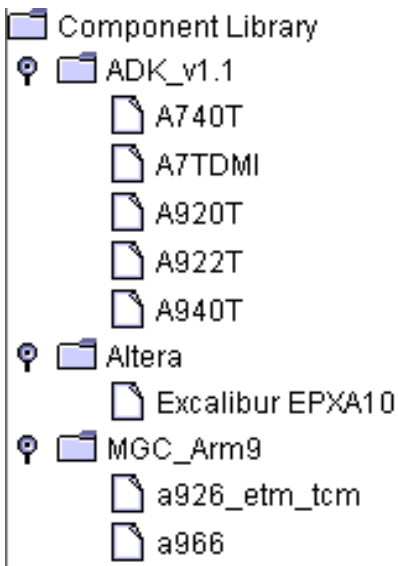 Component Library
ADK_v1.1
A740T
A7TDMI
A920T
A922T
A940T
Altera
Excalibur EPXA10
MGC_Arm9
a926_etm_tcm
a966